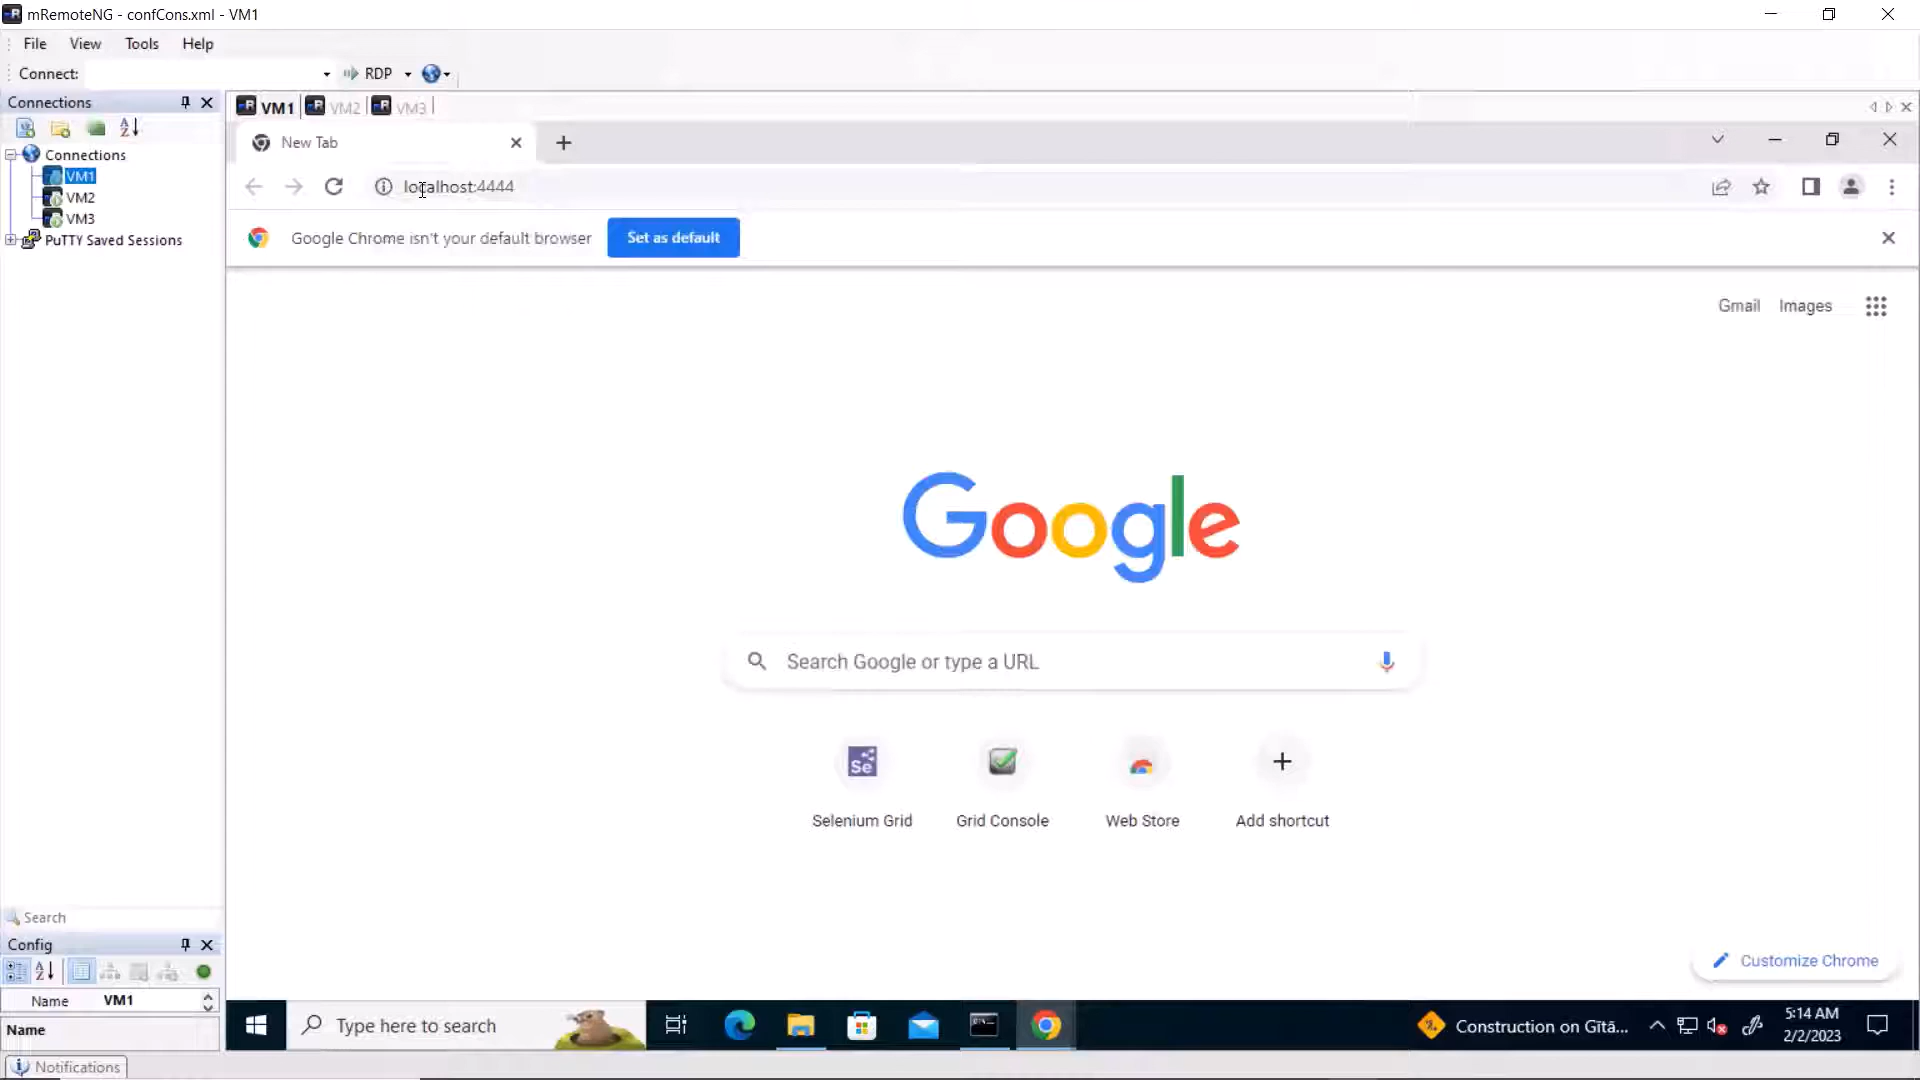 mRemoteNG - confCons.xml - VM1
File View Tools Help
Connect: RDP
Connections
VM1 VM2 VM3
New Tab
Connections
VM1
localhost:4444
VM2
VM3
PuTTY Saved Sessions
Google Chrome isn't your default browser Set as default
Gmail Images
Google
Search Google or type a URL
Se
Selenium Grid Grid Console Web Store Add shortcut
Search
Config
Customize Chrome
Name VM1
Name
Type here to search
Construction on Gītā...
5:14 AM
2/2/2023
Notifications